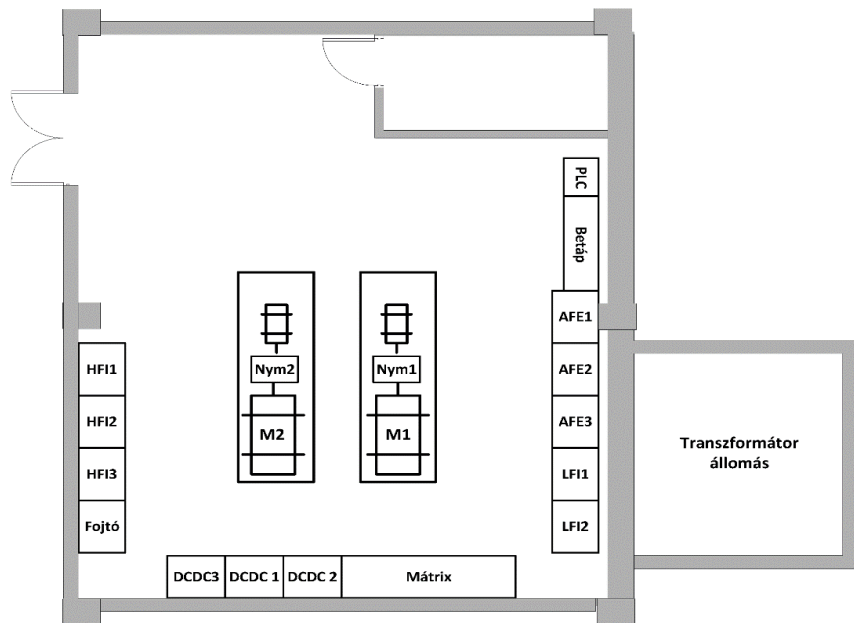 PLC
Betáp
AFE1
AFE2
AFE3
LFI1
LFI2
HFI1
HFI2
HFI3
Fojtó
Nym2
M2
Nym1
M1
DCDC3
DCDC 1
DCDC 2
Mátrix
Transzformátor
állomás